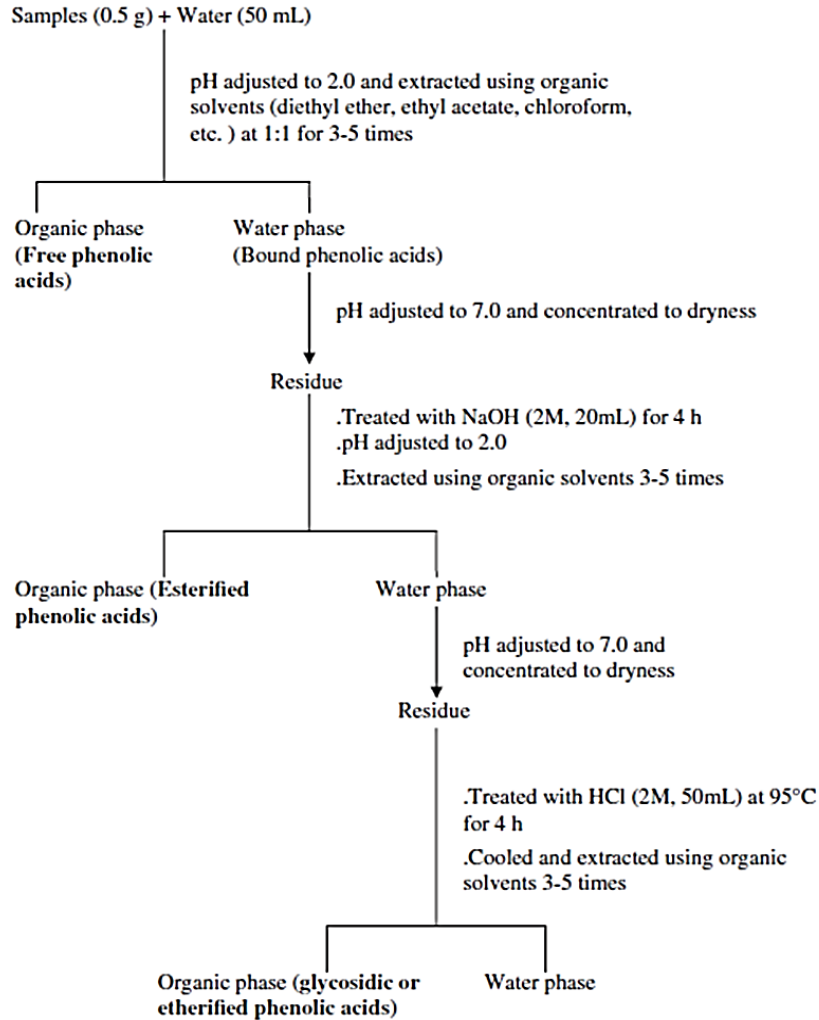 Samples (0.5 g) + Water (50 mL)
pH adjusted to 2.0 and extracted using organic
solvents (diethyl ether, ethyl acetate, chloroform,
etc. ) at 1:1 for 3-5 times
Organic phase
(Free phenolic
acids)
Water phase
(Bound phenolic acids)
pH adjusted to 7.0 and concentrated to dryness
Residue
.Treated with NaOH (2M, 20mL) for 4 h
.pH adjusted to 2.0
.Extracted using organic solvents 3-5 times
Organic phase (Esterified
phenolic acids)
Water phase
pH adjusted to 7.0 and
concentrated to dryness
Residue
.Treated with HCl (2M, 50mL) at 95°C
for 4 h
.Cooled and extracted using organic
solvents 3-5 times
Organic phase (glycosidic or
etherified phenolic acids)
Water phase